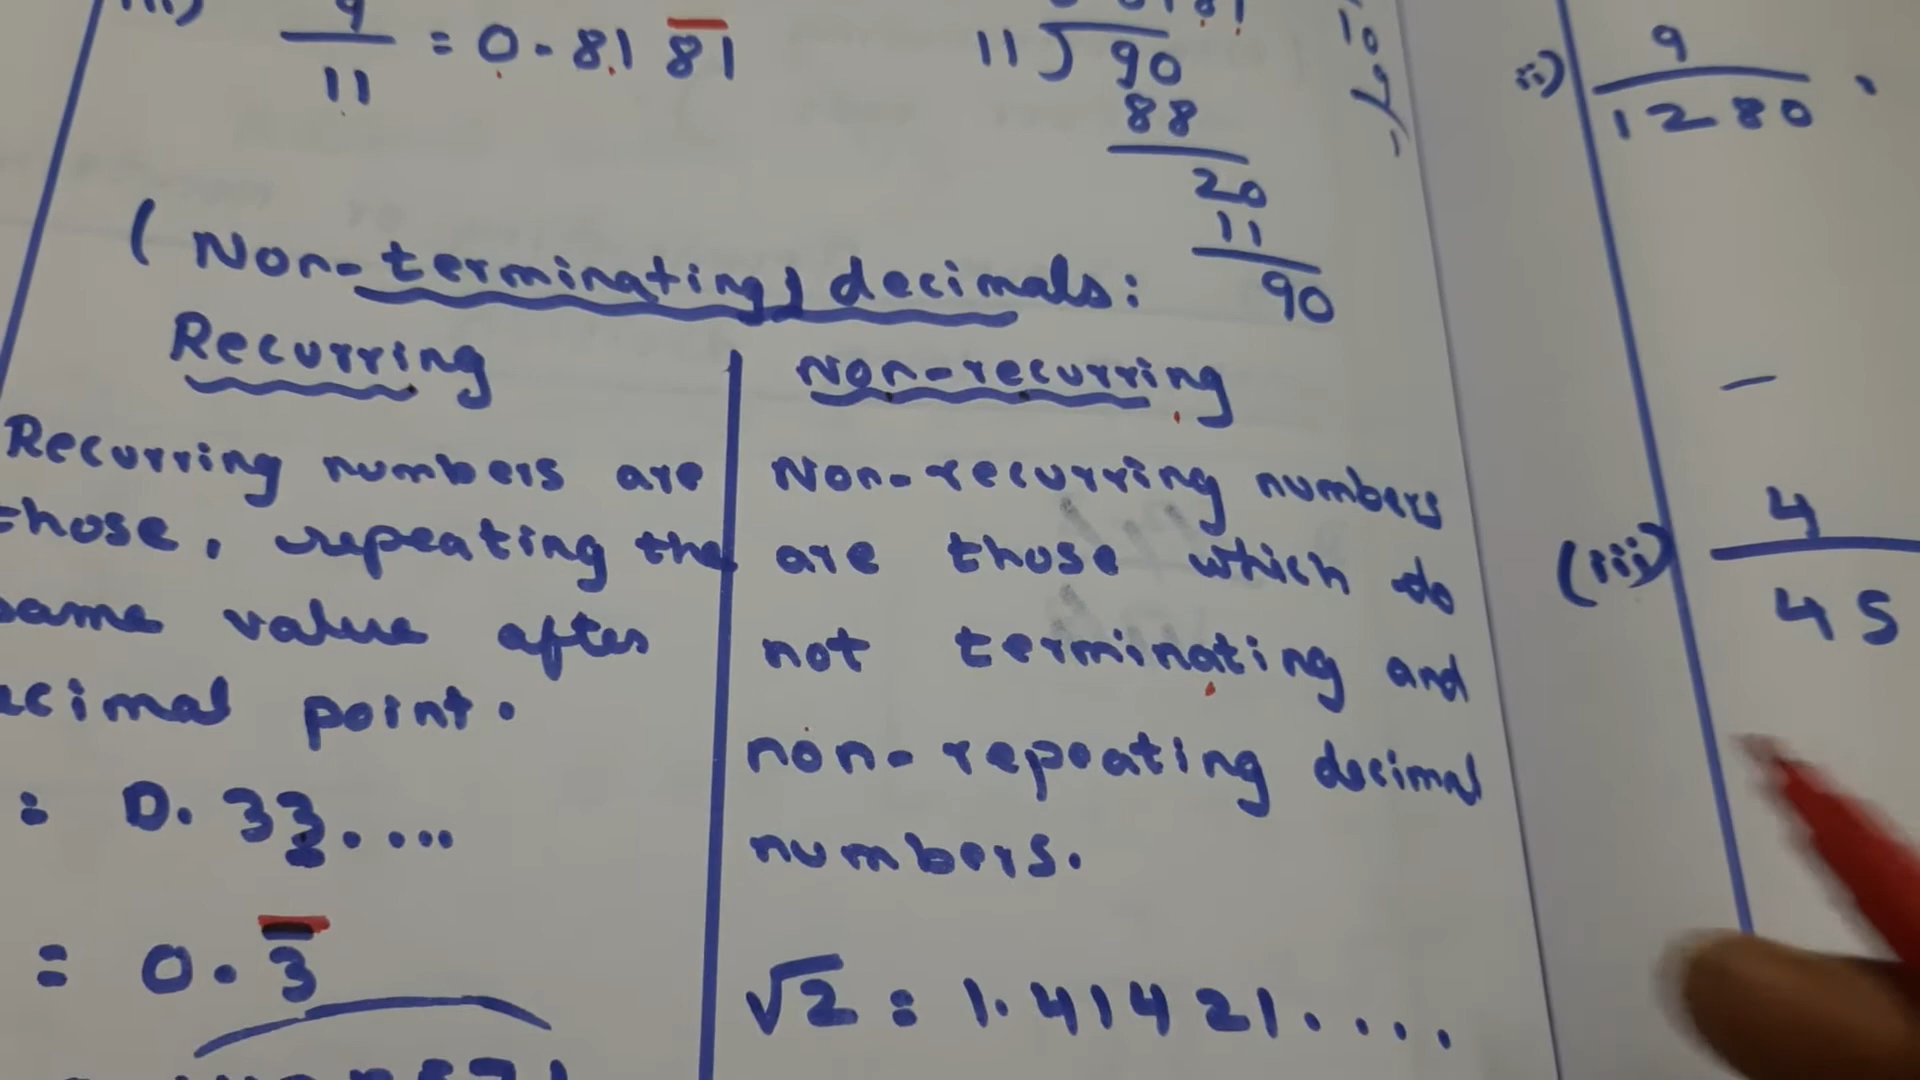 iii) 9/11 = 0.81 81
11) 90
88
20
11
90
(Non-terminating) decimals:
Recurring
Recurring numbers are
those, repeating the
same value after
decimal point.
= 0.33....
= 0.3̅
Non-recurring
Non-recurring numbers
are those which do
not terminating and
non-repeating decimal
numbers.
√2 = 1.41421....
ii) 9/1280
(iii) 4
45